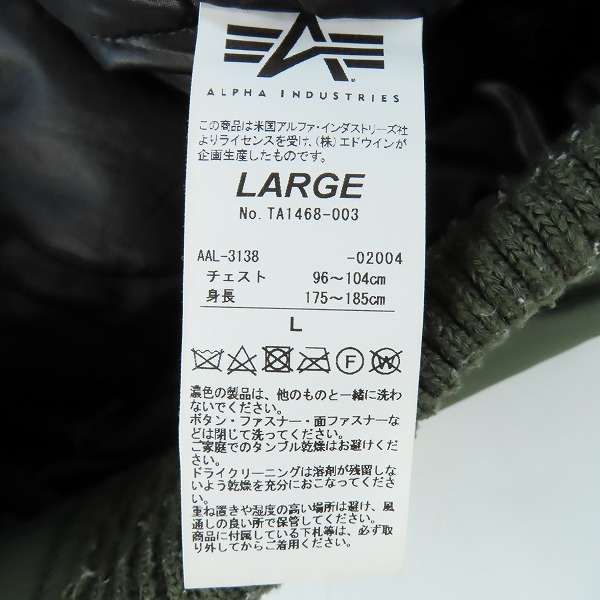 ALPHA INDUSTRIES
この商品は米国アルファ・インダストリーズ社
よりライセンスを受け、(株)エドウインが
企画生産したものです。
LARGE
No. TA1468-003
AAL-3138 -02004
チェスト 96～104cm
身長 175～185cm
L
F W
濃色の製品は、他のものと一緒に洗わ
ないでください。
ボタン・ファスナー・面ファスナーな
どは閉じて洗ってください。
ご家庭でのタンブル乾燥はお避けくだ
さい。
ドライクリーニングは溶剤が残留しな
いよう乾燥を充分におこなってくださ
い。
重ね置きや湿度の高い場所は避け、風
通しの良い所で保管してください。
商品に付属している下札等は、必ず取
り外してからご着用ください。